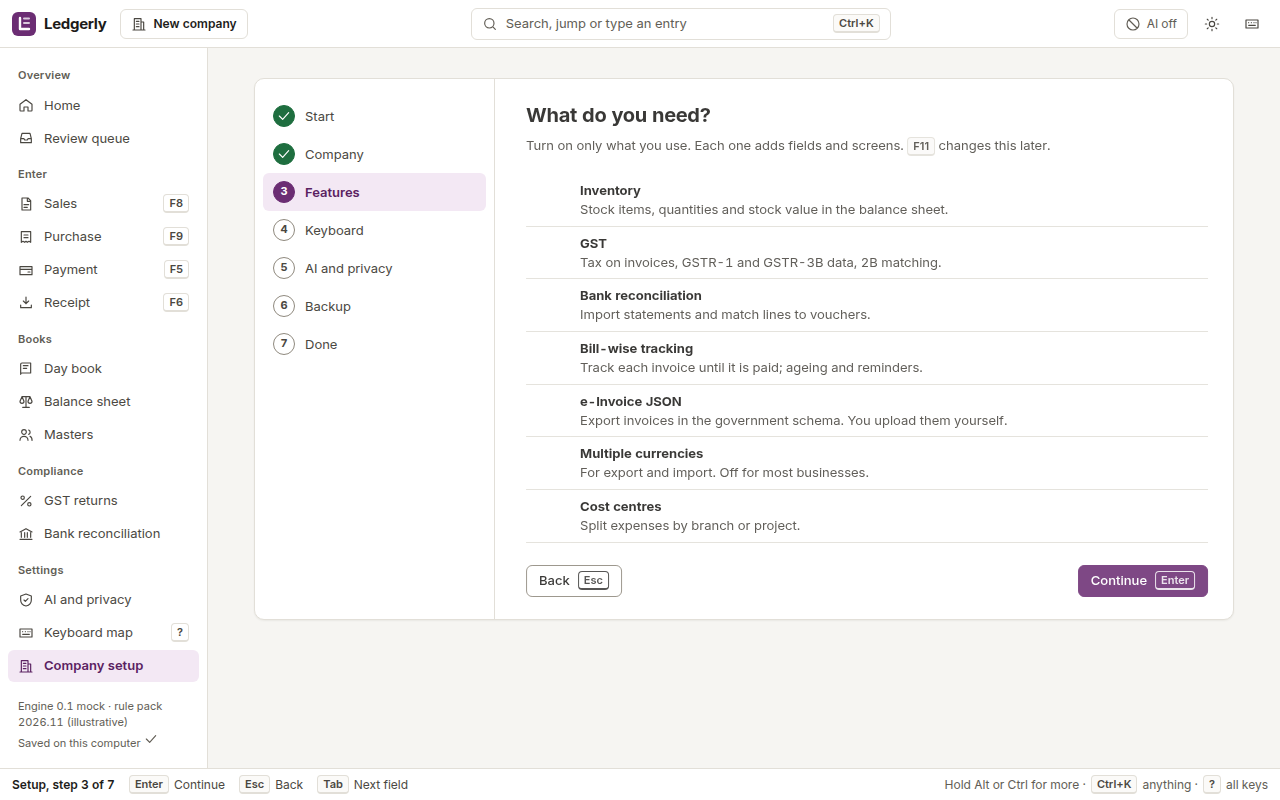 Ledgerly
New company
Search, jump or type an entry
Ctrl+K
AI off
Overview
Home
Review queue
Enter
Sales F8
Purchase F9
Payment F5
Receipt F6
Books
Day book
Balance sheet
Masters
Compliance
GST returns
Bank reconciliation
Settings
AI and privacy
Keyboard map ?
Company setup
Engine 0.1 mock · rule pack
2026.11 (illustrative)
Saved on this computer
Start
Company
3 Features
4 Keyboard
5 AI and privacy
6 Backup
7 Done
What do you need?
Turn on only what you use. Each one adds fields and screens. F11 changes this later.
Inventory
Stock items, quantities and stock value in the balance sheet.
GST
Tax on invoices, GSTR-1 and GSTR-3B data, 2B matching.
Bank reconciliation
Import statements and match lines to vouchers.
Bill-wise tracking
Track each invoice until it is paid; ageing and reminders.
e-Invoice JSON
Export invoices in the government schema. You upload them yourself.
Multiple currencies
For export and import. Off for most businesses.
Cost centres
Split expenses by branch or project.
Back Esc
Continue Enter
Setup, step 3 of 7 Enter Continue Esc Back Tab Next field
Hold Alt or Ctrl for more · Ctrl+K anything · ? all keys